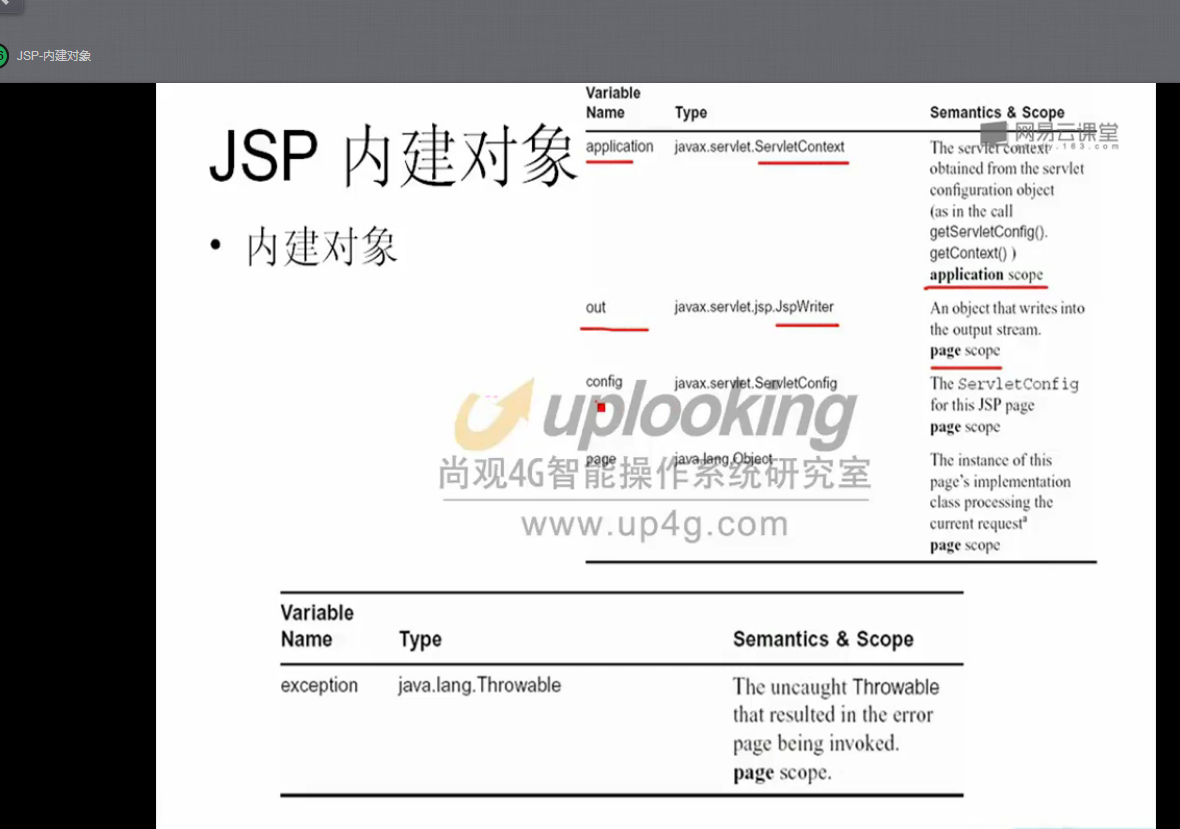 JSP-内建对象
JSP 内建对象
• 内建对象
Variable
Name Type Semantics & Scope
网易云课堂
application javax.servlet.ServletContext The servlet context
obtained from the servlet
configuration object
(as in the call
getServletConfig().
getContext() )
application scope
out javax.servlet.jsp.JspWriter An object that writes into
the output stream.
page scope
config javax.servlet.ServletConfig The ServletConfig
for this JSP page
page scope
page java.lang.Object The instance of this
page's implementation
class processing the
current requestª
page scope
uplooking
尚观4G智能操作系统研究室
www.up4g.com
Variable
Name Type Semantics & Scope
exception java.lang.Throwable The uncaught Throwable
that resulted in the error
page being invoked.
page scope.